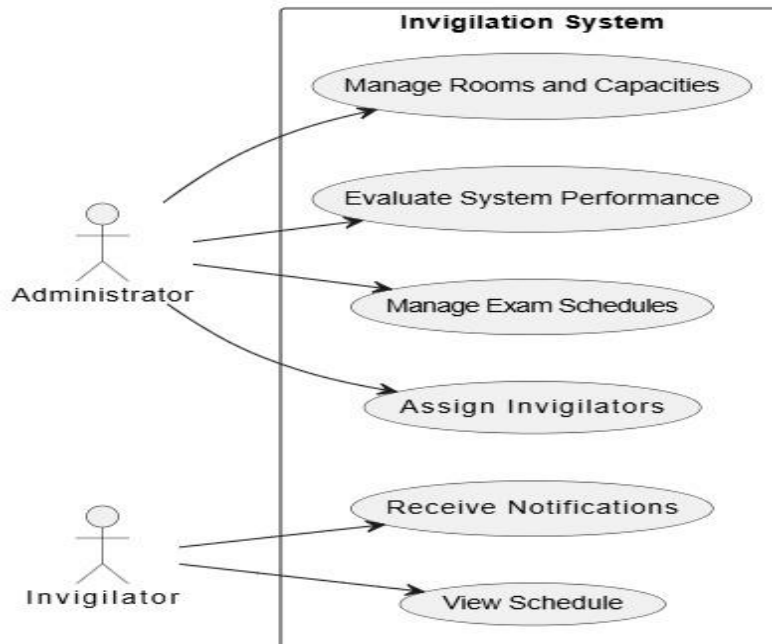 Invigilation System
Manage Rooms and Capacities
Evaluate System Performance
Administrator
Manage Exam Schedules
Assign Invigilators
Receive Notifications
Invigilator
View Schedule